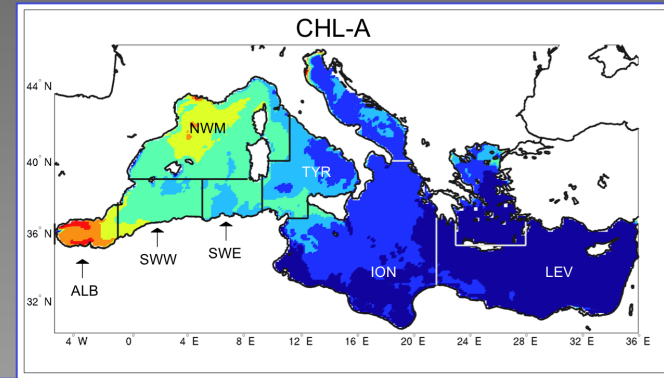 CHL-A
44° N
NWM
40° N
TYR
36° N
SWW
SWE
ION
LEV
ALB
32° N
4° W 0 4° E 8° E 12° E 16° E 20° E 24° E 28° E 32° E 36° E